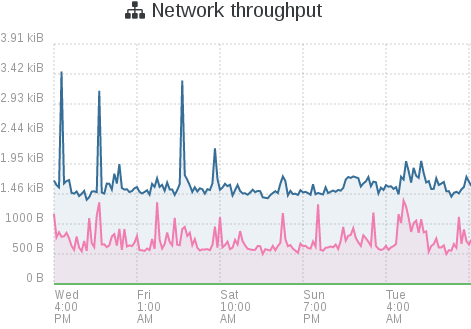 Network throughput
3.91 kiB
3.42 kiB
2.93 kiB
2.44 kiB
1.95 kiB
1.46 kiB
1000 B
500 B
0 B
Wed Fri Sat Sun Tue
4:00 1:00 10:00 7:00 4:00
PM AM AM PM AM